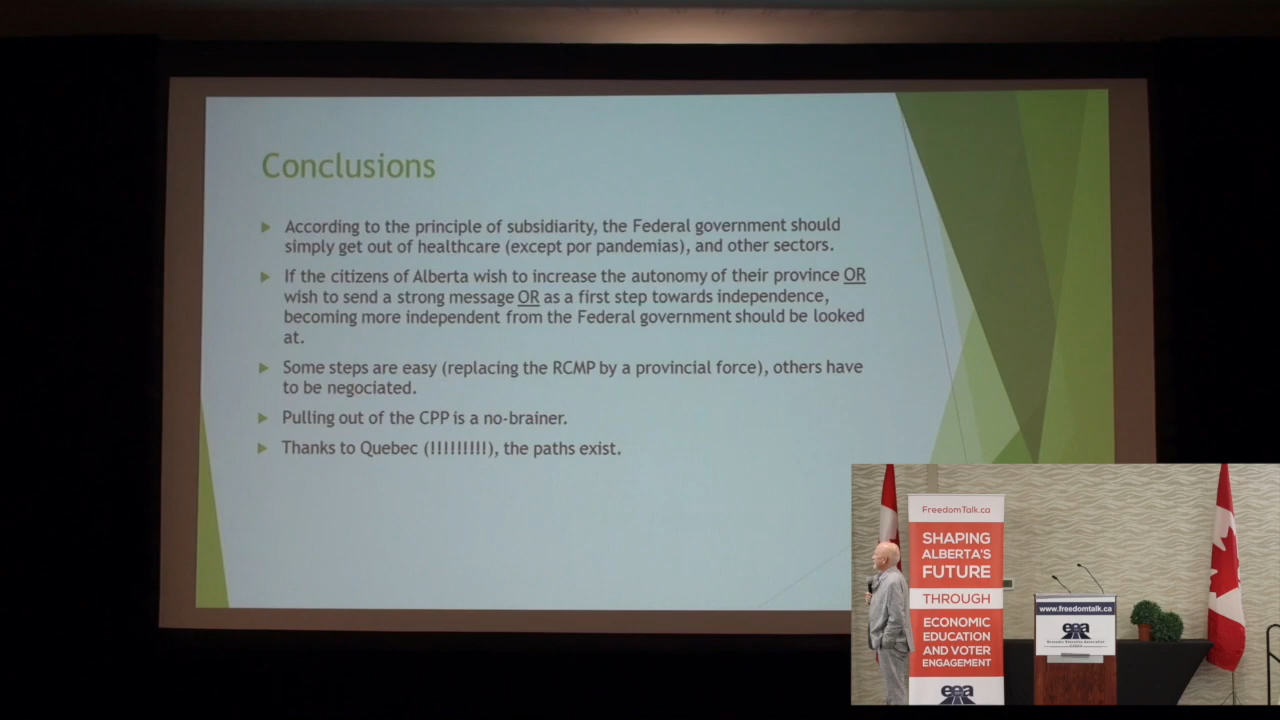 Conclusions
According to the principle of subsidiarity, the Federal government should
simply get out of healthcare (except por pandemias), and other sectors.
If the citizens of Alberta wish to increase the autonomy of their province OR
wish to send a strong message OR as a first step towards independence,
becoming more independent from the Federal government should be looked
at.
Some steps are easy (replacing the RCMP by a provincial force), others have
to be negociated.
Pulling out of the CPP is a no-brainer.
Thanks to Quebec (!!!!!!!!!), the paths exist.
FreedomTalk.ca
SHAPING
ALBERTA'S
FUTURE
THROUGH
ECONOMIC
EDUCATION
AND VOTER
ENGAGEMENT
eea
www.freedomtalk.ca
eea
Economic Education Association